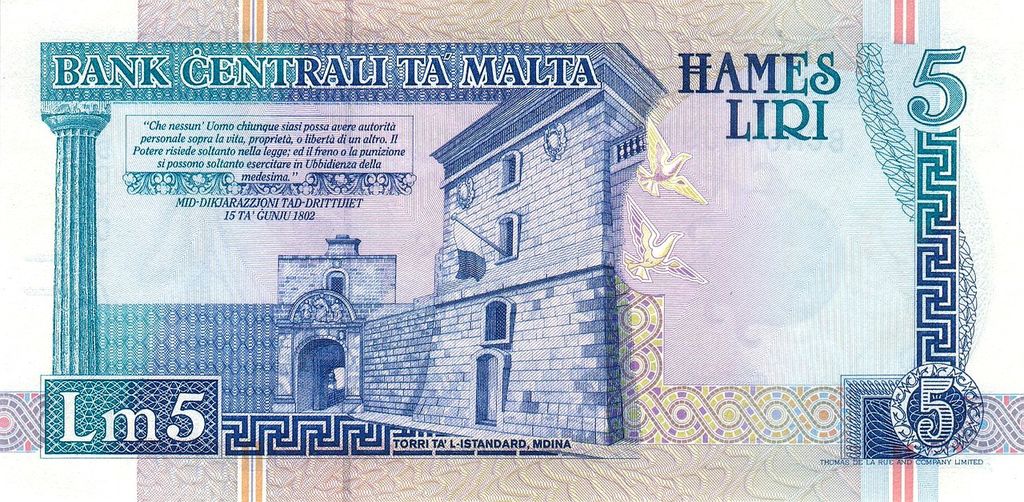 BANK ĊENTRALI TA MALTA
ĦAMES
LIRI
5
"Che nessun' Uomo chiunque siasi possa avere autorità
personale sopra la vita, proprietà, o libertà di un altro. Il
Potere risiede soltanto nella legge; ed il freno o la punizione
si possono soltanto esercitare in Ubbidienza della
medesima."
MID-DIKJARAZZJONI TAD-DRITTIJIET
15 TA' ĠUNJU 1802
Lm5
TORRI TA' L-ISTANDARD, MDINA
5
THOMAS DE LA RUE AND COMPANY LIMITED